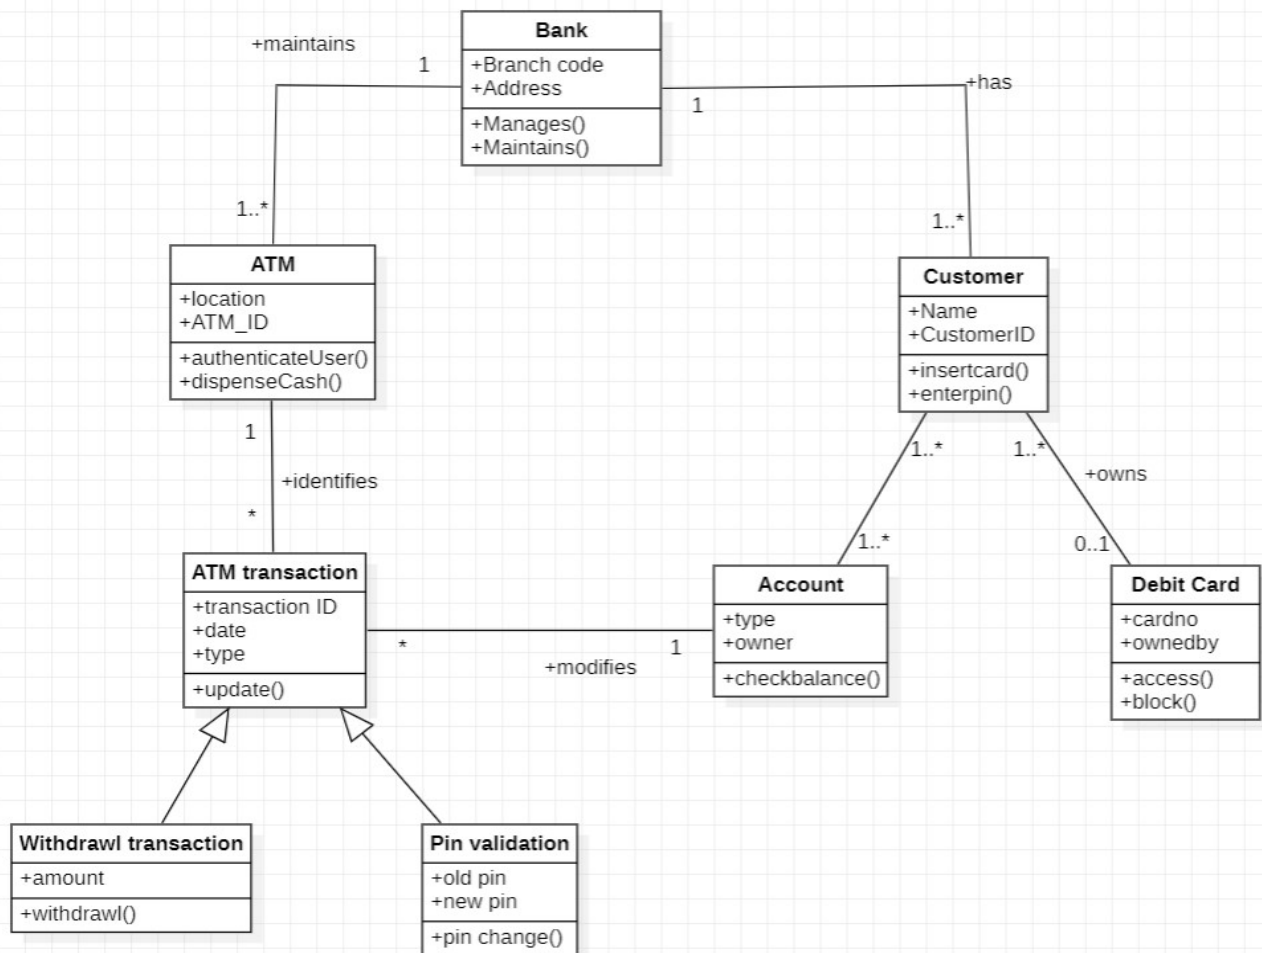 Bank
+maintains
1
+Branch code
+Address
+has
1
+Manages()
+Maintains()
1..*
1..*
ATM
+location
+ATM_ID
+authenticateUser()
+dispenseCash()
Customer
+Name
+CustomerID
+insertcard()
+enterpin()
1
+identifies
*
1..*
1..*
+owns
1..*
0..1
ATM transaction
+transaction ID
+date
+type
+update()
*
+modifies
1
Account
+type
+owner
+checkbalance()
Debit Card
+cardno
+ownedby
+access()
+block()
Withdrawl transaction
+amount
+withdrawl()
Pin validation
+old pin
+new pin
+pin change()